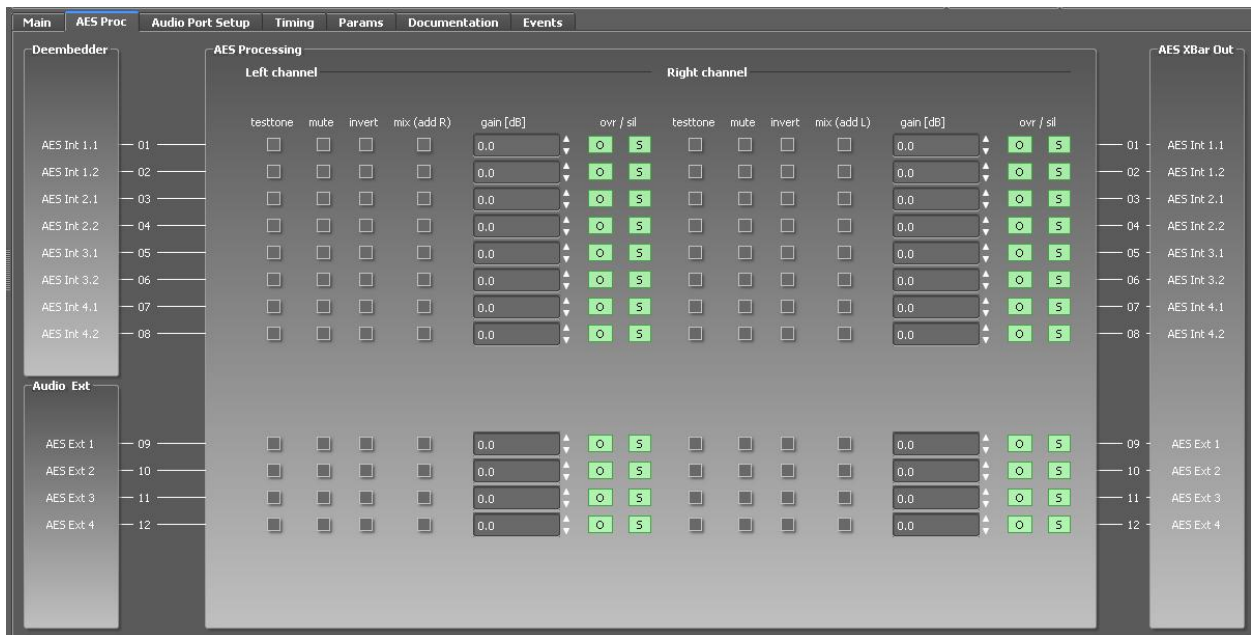 Main AES Proc Audio Port Setup Timing Params Documentation Events
Deembedder AES Processing AES XBar Out
Left channel Right channel
testtone mute invert mix (add R) gain [dB] ovr / sil testtone mute invert mix (add L) gain [dB] ovr / sil
AES Int 1.1 01 0.0 O S 0.0 O S 01 AES Int 1.1
AES Int 1.2 02 0.0 O S 0.0 O S 02 AES Int 1.2
AES Int 2.1 03 0.0 O S 0.0 O S 03 AES Int 2.1
AES Int 2.2 04 0.0 O S 0.0 O S 04 AES Int 2.2
AES Int 3.1 05 0.0 O S 0.0 O S 05 AES Int 3.1
AES Int 3.2 06 0.0 O S 0.0 O S 06 AES Int 3.2
AES Int 4.1 07 0.0 O S 0.0 O S 07 AES Int 4.1
AES Int 4.2 08 0.0 O S 0.0 O S 08 AES Int 4.2
Audio Ext
AES Ext 1 09 0.0 O S 0.0 O S 09 AES Ext 1
AES Ext 2 10 0.0 O S 0.0 O S 10 AES Ext 2
AES Ext 3 11 0.0 O S 0.0 O S 11 AES Ext 3
AES Ext 4 12 0.0 O S 0.0 O S 12 AES Ext 4